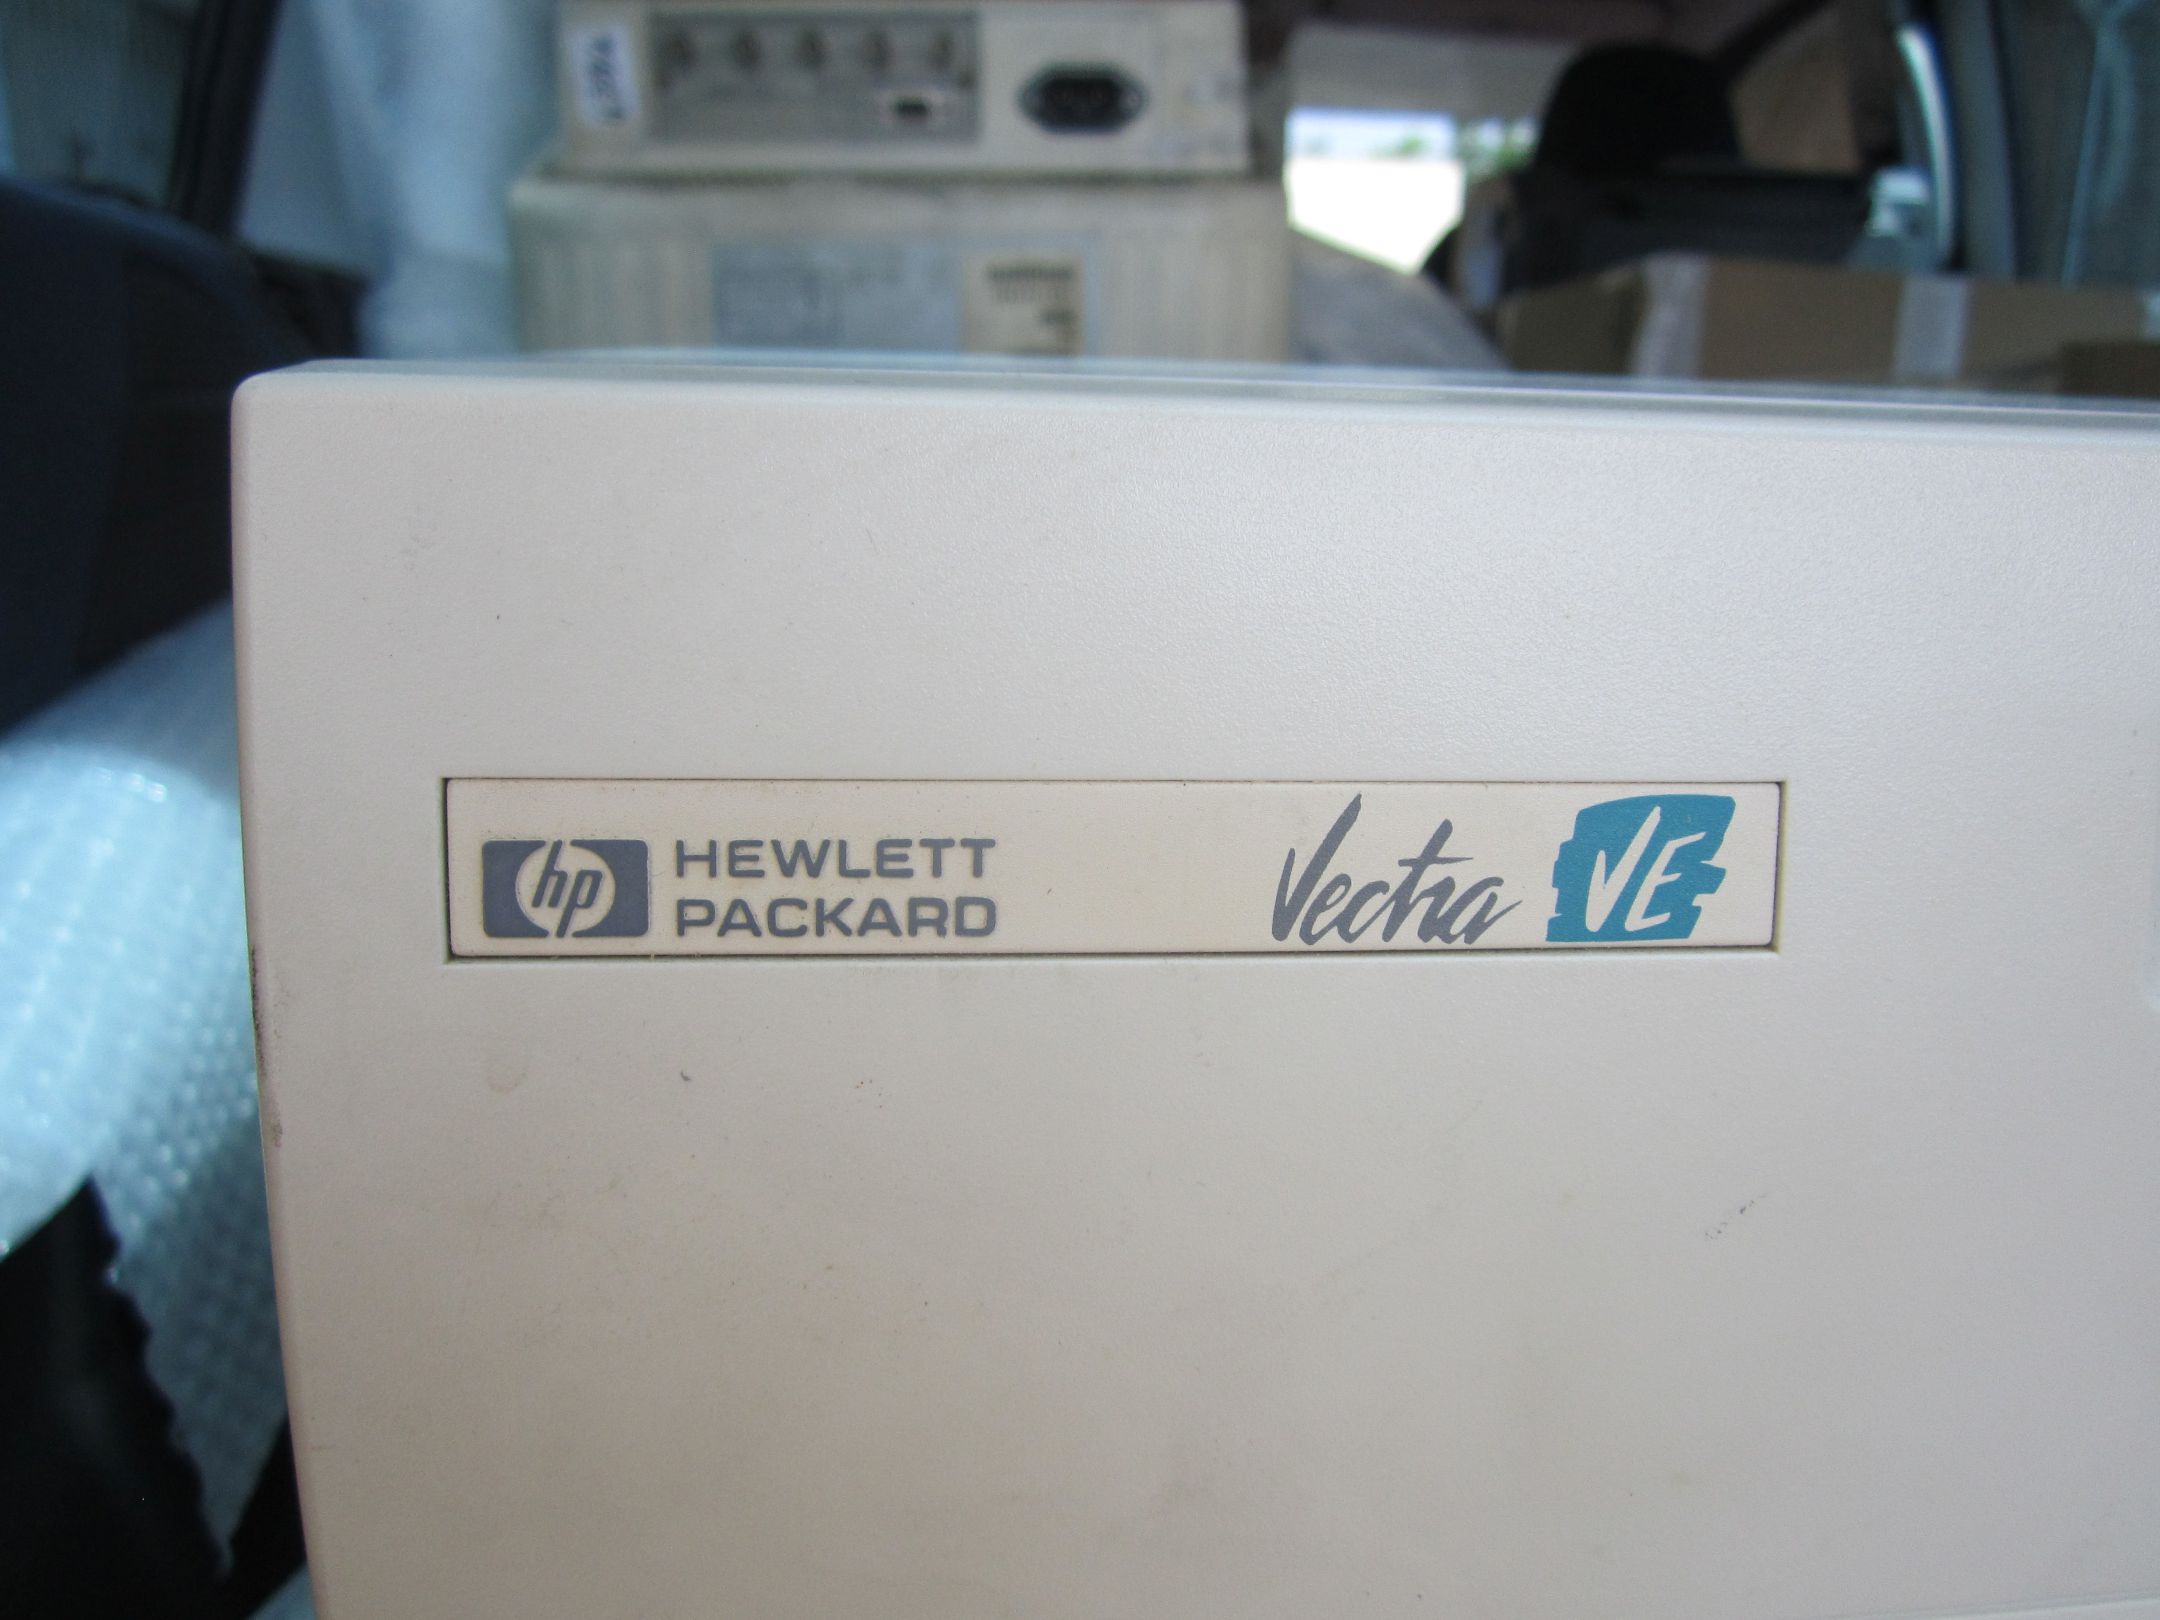 hp HEWLETT
PACKARD
Vectra VE